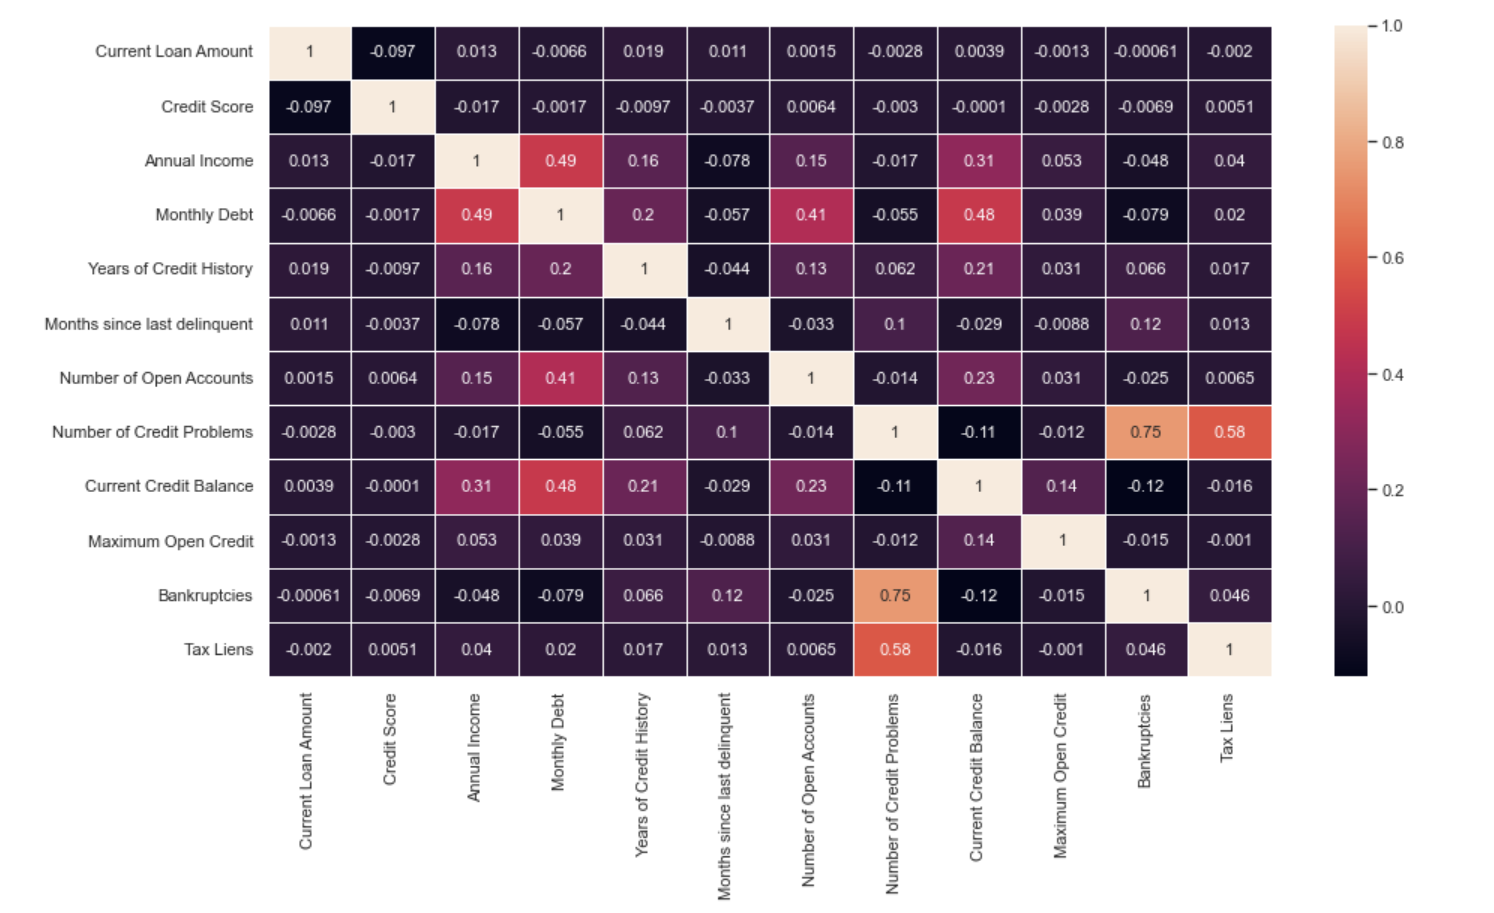 Current Loan Amount 1 -0.097 0.013 -0.0066 0.019 0.011 0.0015 -0.0028 0.0039 -0.0013 -0.00061 -0.002
Credit Score -0.097 1 -0.017 -0.0017 -0.0097 -0.0037 0.0064 -0.003 -0.0001 -0.0028 -0.0069 0.0051
Annual Income 0.013 -0.017 1 0.49 0.16 -0.078 0.15 -0.017 0.31 0.053 -0.048 0.04
Monthly Debt -0.0066 -0.0017 0.49 1 0.2 -0.057 0.41 -0.055 0.48 0.039 -0.079 0.02
Years of Credit History 0.019 -0.0097 0.16 0.2 1 -0.044 0.13 0.062 0.21 0.031 0.066 0.017
Months since last delinquent 0.011 -0.0037 -0.078 -0.057 -0.044 1 -0.033 0.1 -0.029 -0.0088 0.12 0.013
Number of Open Accounts 0.0015 0.0064 0.15 0.41 0.13 -0.033 1 -0.014 0.23 0.031 -0.025 0.0065
Number of Credit Problems -0.0028 -0.003 -0.017 -0.055 0.062 0.1 -0.014 1 -0.11 -0.012 0.75 0.58
Current Credit Balance 0.0039 -0.0001 0.31 0.48 0.21 -0.029 0.23 -0.11 1 0.14 -0.12 -0.016
Maximum Open Credit -0.0013 -0.0028 0.053 0.039 0.031 -0.0088 0.031 -0.012 0.14 1 -0.015 -0.001
Bankruptcies -0.00061 -0.0069 -0.048 -0.079 0.066 0.12 -0.025 0.75 -0.12 -0.015 1 0.046
Tax Liens -0.002 0.0051 0.04 0.02 0.017 0.013 0.0065 0.58 -0.016 -0.001 0.046 1
Current Loan Amount
Credit Score
Annual Income
Monthly Debt
Years of Credit History
Months since last delinquent
Number of Open Accounts
Number of Credit Problems
Current Credit Balance
Maximum Open Credit
Bankruptcies
Tax Liens
1.0
0.8
0.6
0.4
0.2
0.0